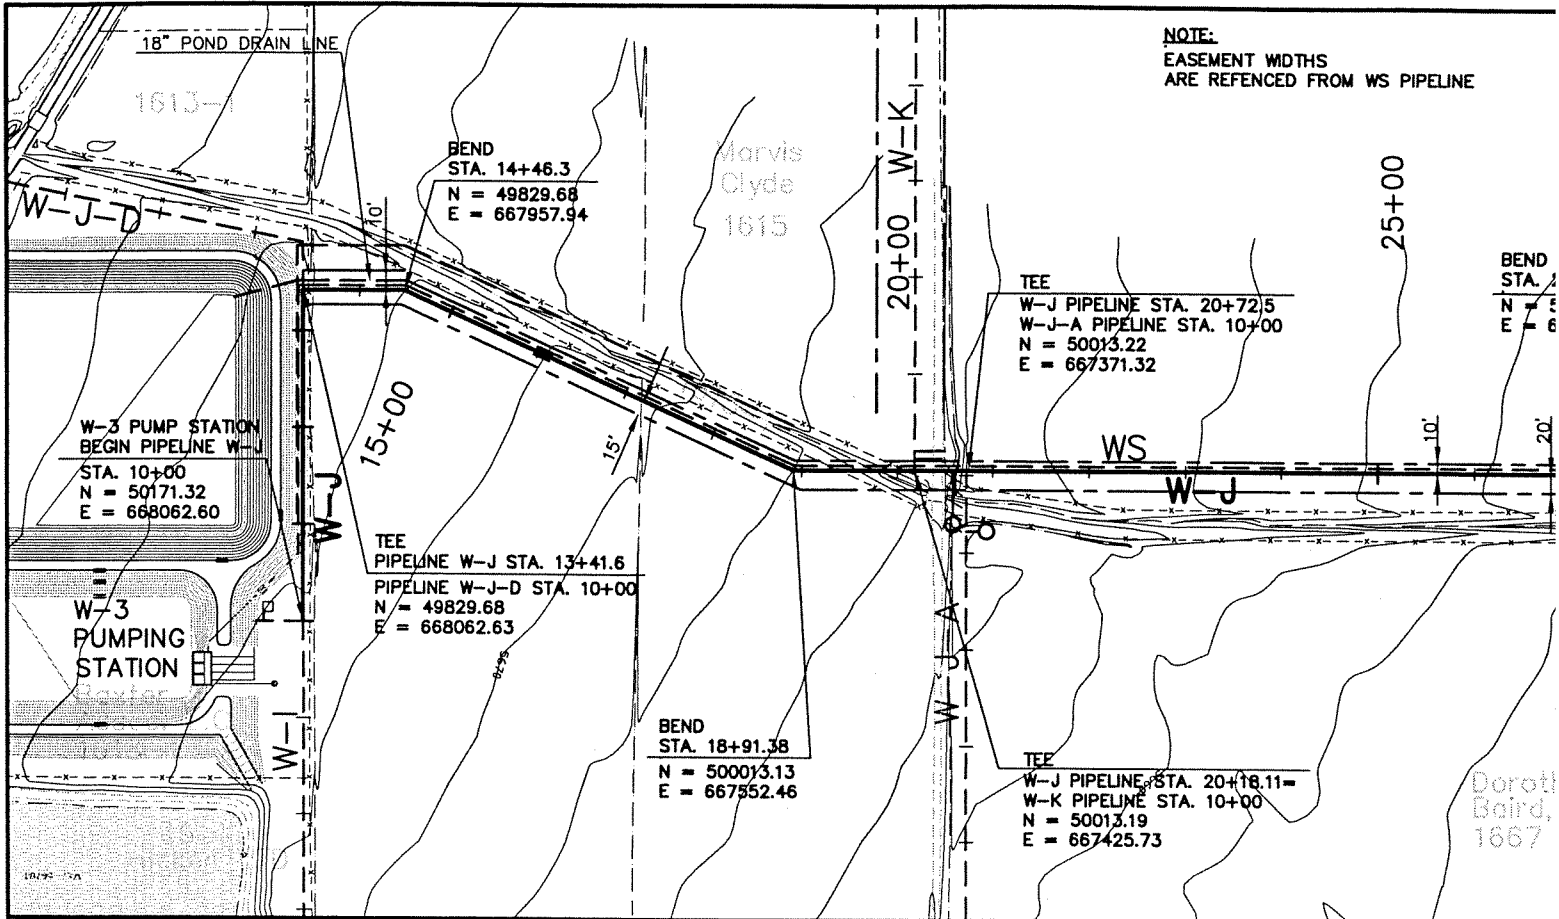 18" POND DRAIN LINE
NOTE:
EASEMENT WIDTHS
ARE REFENCED FROM WS PIPELINE
1613-1
BEND
STA. 14+46.3
N = 49829.68
E = 667957.94
Marvis
Clyde
1615
W-K
20+00
25+00
W-J-D
10'
TEE
W-J PIPELINE STA. 20+72.5
W-J-A PIPELINE STA. 10+00
N = 50013.22
E = 667371.32
BEND
STA.
N =
E =
15+00
15'
W-3 PUMP STATION
BEGIN PIPELINE W-J
STA. 10+00
N = 50171.32
E = 668062.60
W-J
WS
W-J
10'
20'
TEE
PIPELINE W-J STA. 13+41.6
PIPELINE W-J-D STA. 10+00
N = 49829.68
E = 668062.63
P
W-3
PUMPING
STATION
Baxter
5670
W-J-A
W-I
BEND
STA. 18+91.38
N = 500013.13
E = 667552.46
TEE
W-J PIPELINE STA. 20+18.11=
W-K PIPELINE STA. 10+00
N = 50013.19
E = 667425.73
Baird,
1667